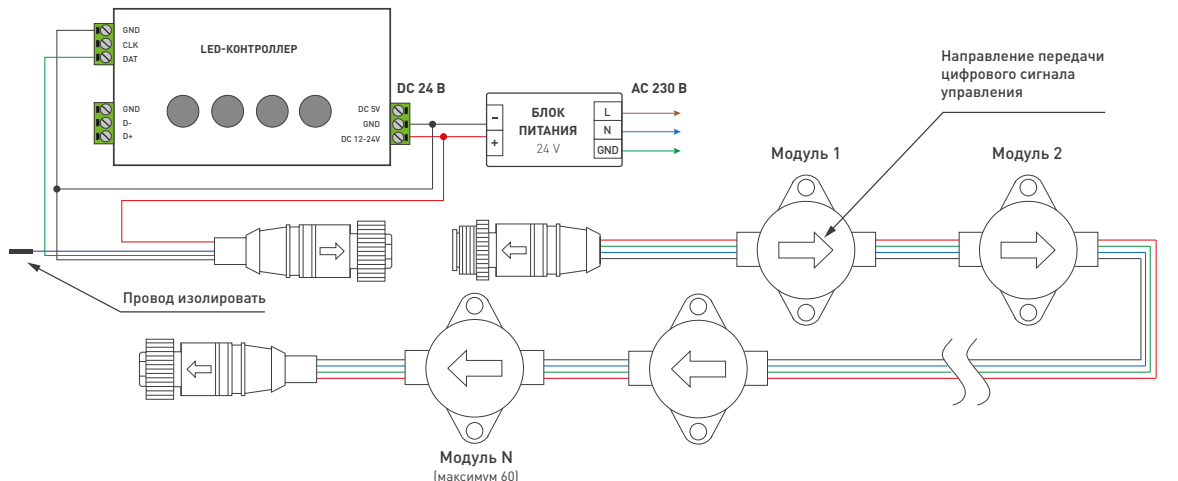 GND
CLK
DAT
LED-КОНТРОЛЛЕР
GND
D-
D+
DC 5V
GND
DC 12-24V
DC 24 В
–
+
БЛОК
ПИТАНИЯ
24 V
L
N
GND
AC 230 В
Направление передачи
цифрового сигнала
управления
Модуль 1
Модуль 2
Провод изолировать
Модуль N
(максимум 60)